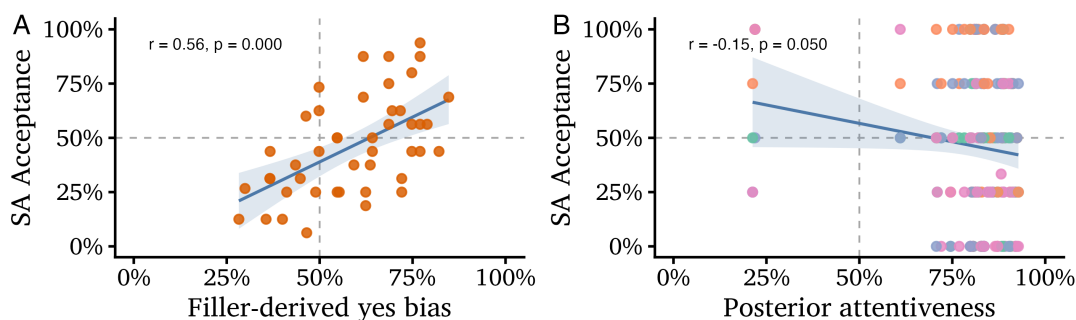 A
r = 0.56, p = 0.000
SA Acceptance
100%
75%
50%
25%
0%
0%
25%
50%
75%
100%
Filler-derived yes bias
B
r = -0.15, p = 0.050
SA Acceptance
100%
75%
50%
25%
0%
0%
25%
50%
75%
100%
Posterior attentiveness